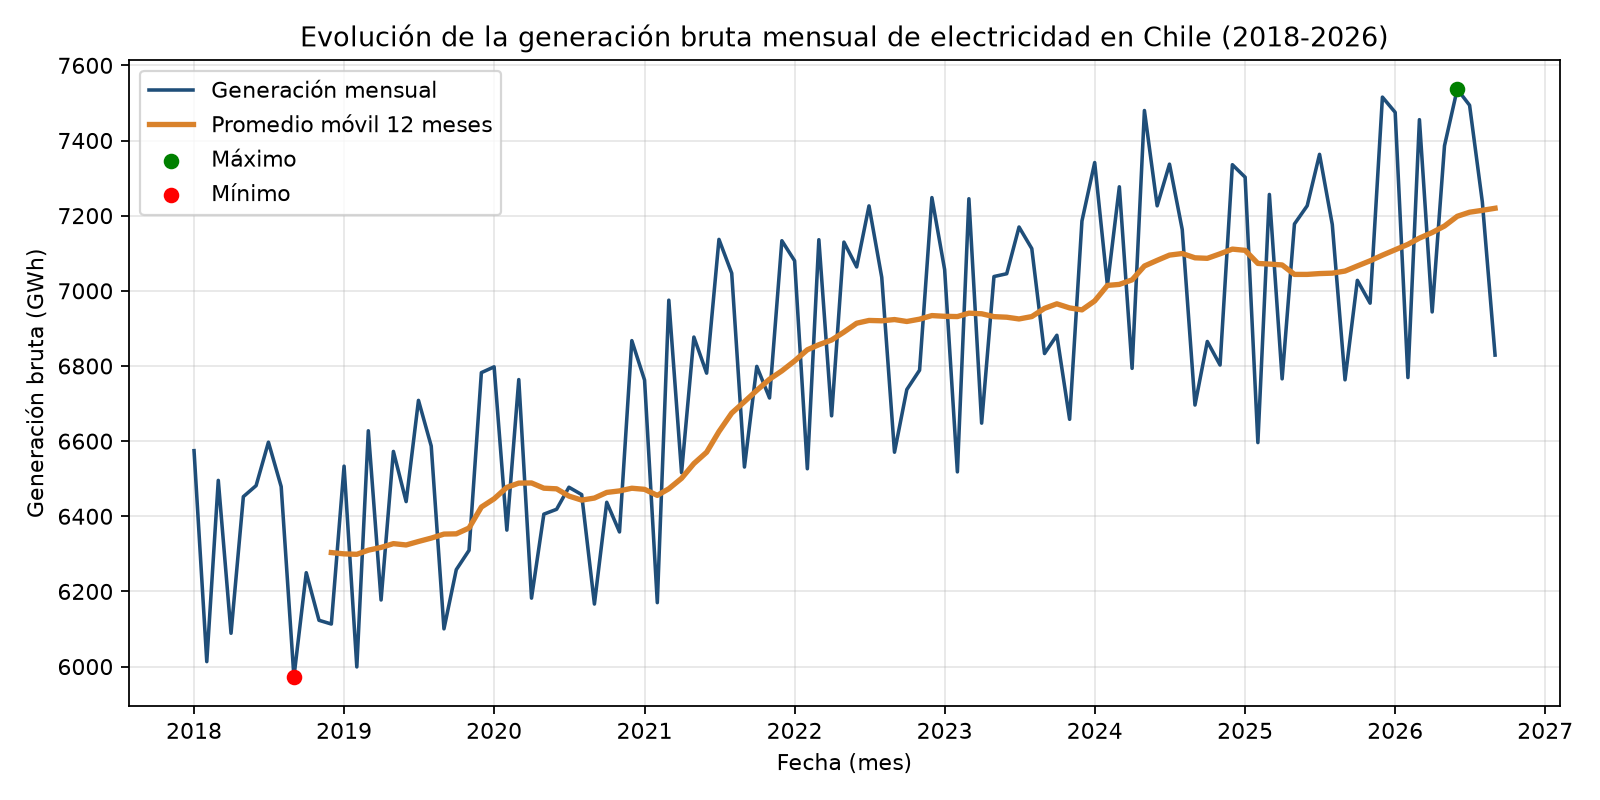 Evolución de la generación bruta mensual de electricidad en Chile (2018-2026)
Generación mensual
Promedio móvil 12 meses
Máximo
Mínimo
Generación bruta (GWh)
7600
7400
7200
7000
6800
6600
6400
6200
6000
2018 2019 2020 2021 2022 2023 2024 2025 2026 2027
Fecha (mes)